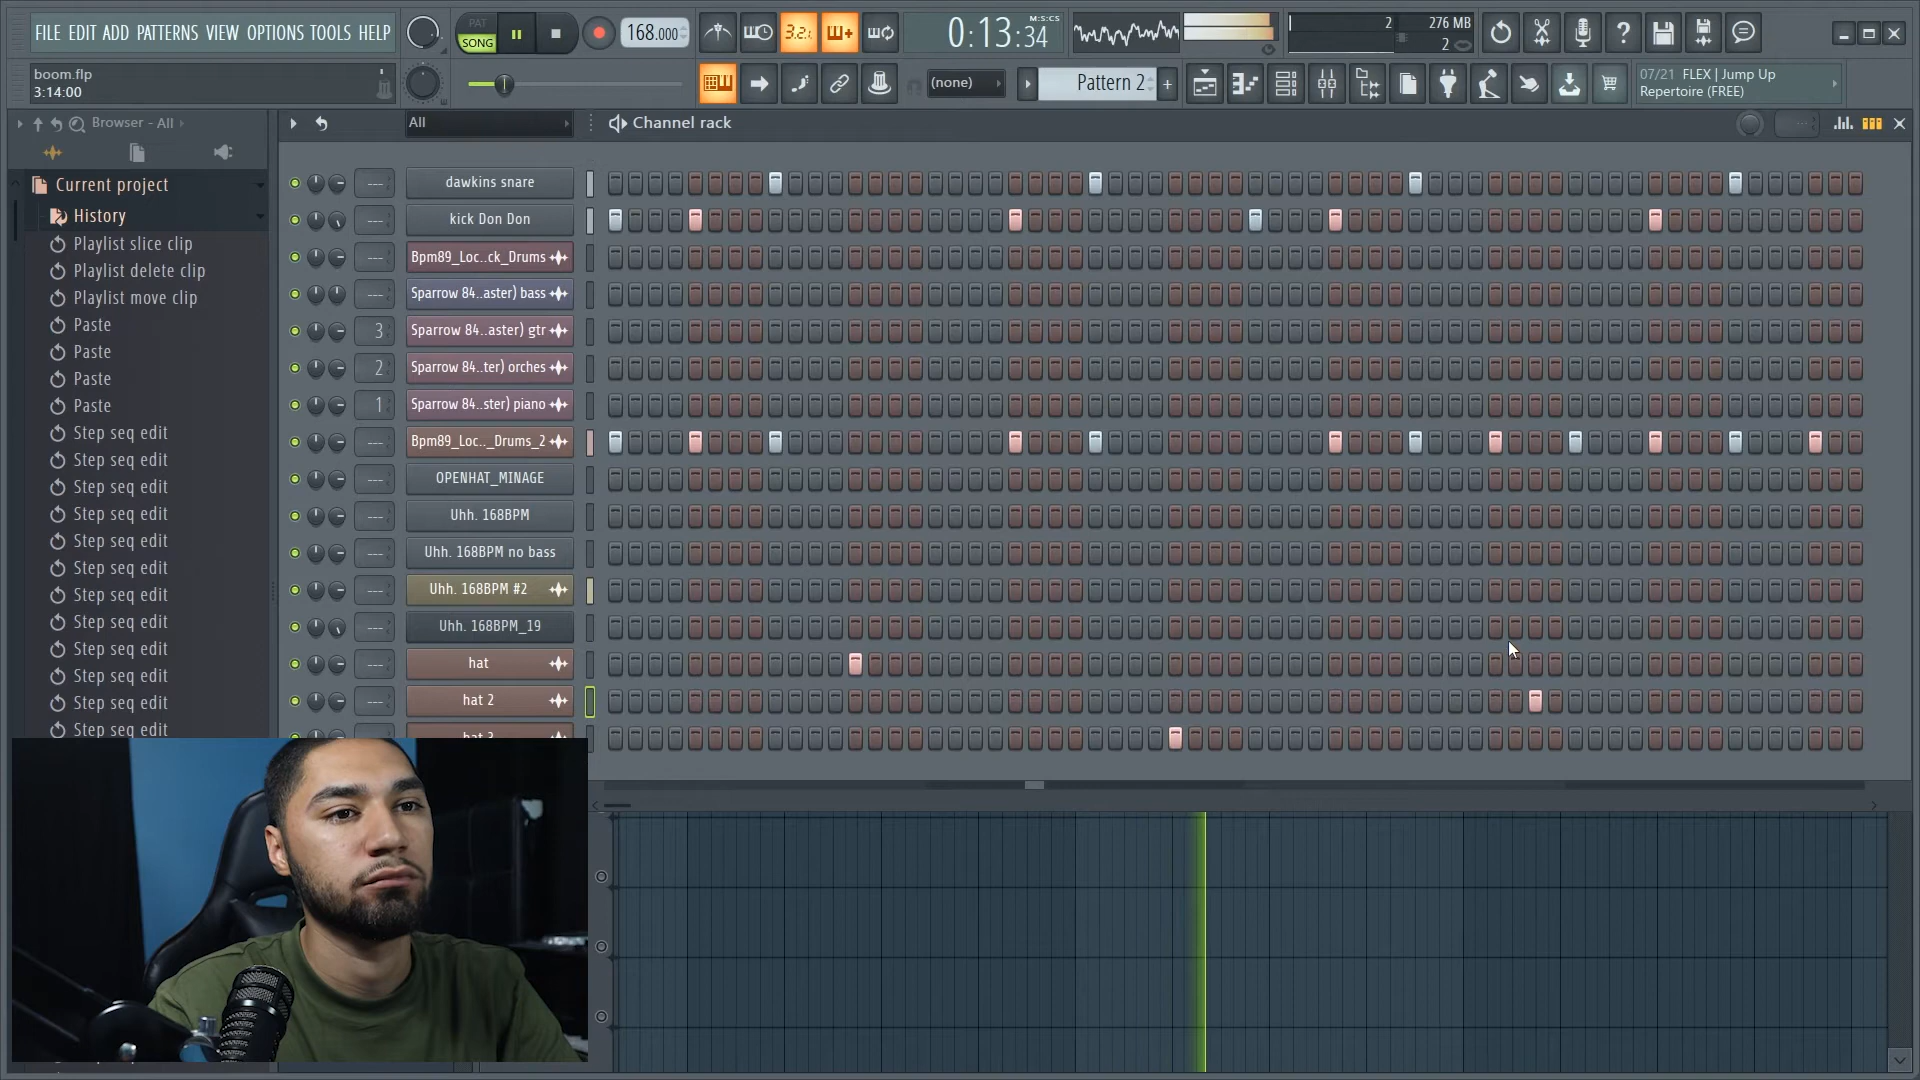 FILE EDIT ADD PATTERNS VIEW OPTIONS TOOLS HELP
PAT
SONG
168.000
3.2.
0:13:34
M:S:CS
2
276 MB
2
boom.flp
3:14:00
(none)
Pattern 2
07/21 FLEX | Jump Up
Repertoire (FREE)
Browser - All
All
Channel rack
Current project
History
Playlist slice clip
Playlist delete clip
Playlist move clip
Paste
Paste
Paste
Paste
Step seq edit
Step seq edit
Step seq edit
Step seq edit
Step seq edit
Step seq edit
Step seq edit
Step seq edit
Step seq edit
Step seq edit
Step seq edit
Step seq edit
--- dawkins snare
--- kick Don Don
--- Bpm89_Loc..ck_Drums
--- Sparrow 84..aster) bass
3 Sparrow 84..aster) gtr
2 Sparrow 84..ter) orches
1 Sparrow 84..ster) piano
--- Bpm89_Loc.._Drums_2
--- OPENHAT_MINAGE
--- Uhh. 168BPM
--- Uhh. 168BPM no bass
--- Uhh. 168BPM #2
--- Uhh. 168BPM_19
--- hat
--- hat 2